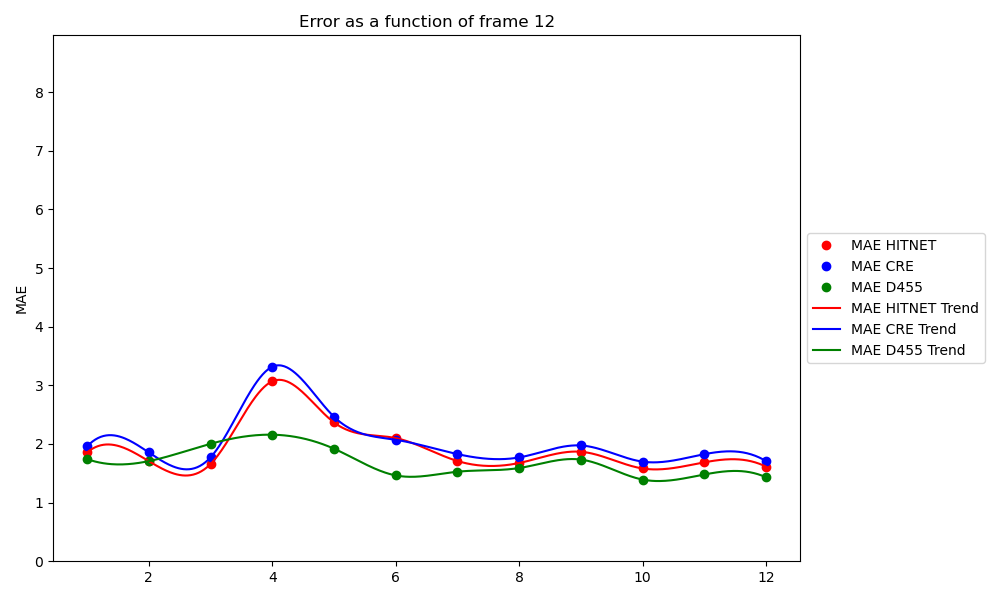 Error as a function of frame 12
MAE
8
7
6
5
4
3
2
1
0
2
4
6
8
10
12
MAE HITNET
MAE CRE
MAE D455
MAE HITNET Trend
MAE CRE Trend
MAE D455 Trend